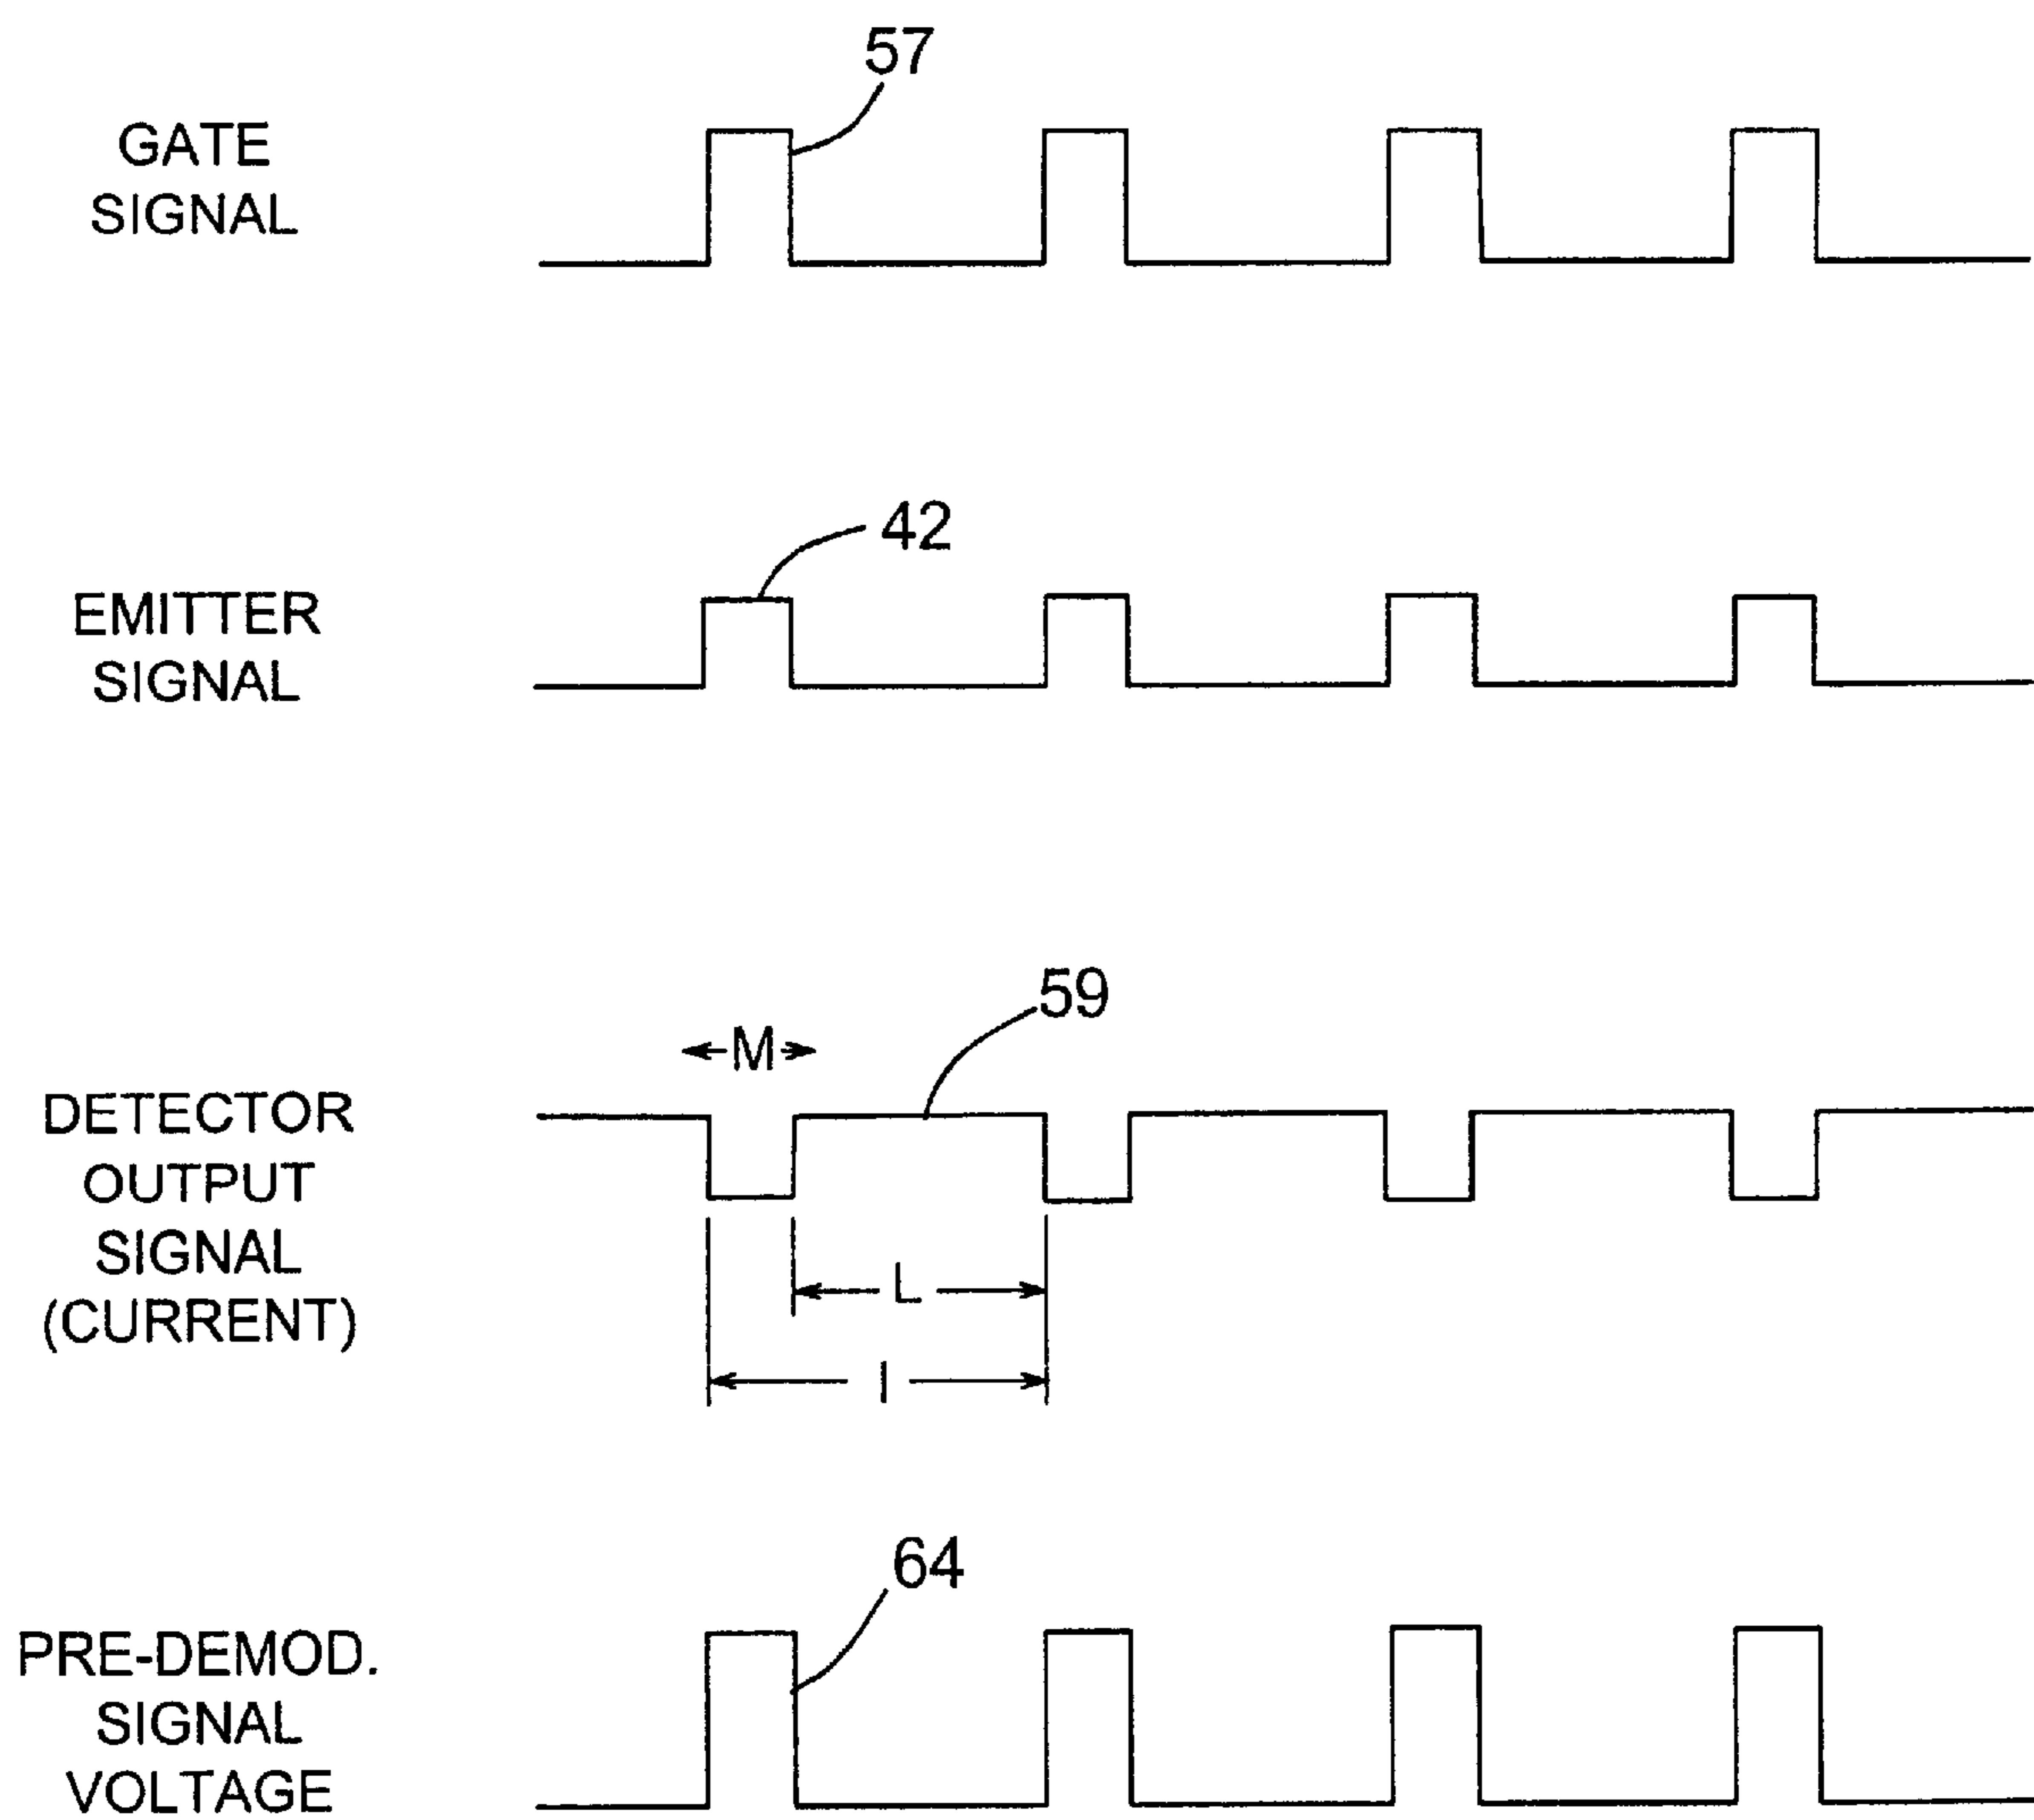 57
GATE
SIGNAL
42
EMITTER
SIGNAL
59
M
DETECTOR
OUTPUT
SIGNAL
(CURRENT)
L
I
64
PRE-DEMOD.
SIGNAL
VOLTAGE